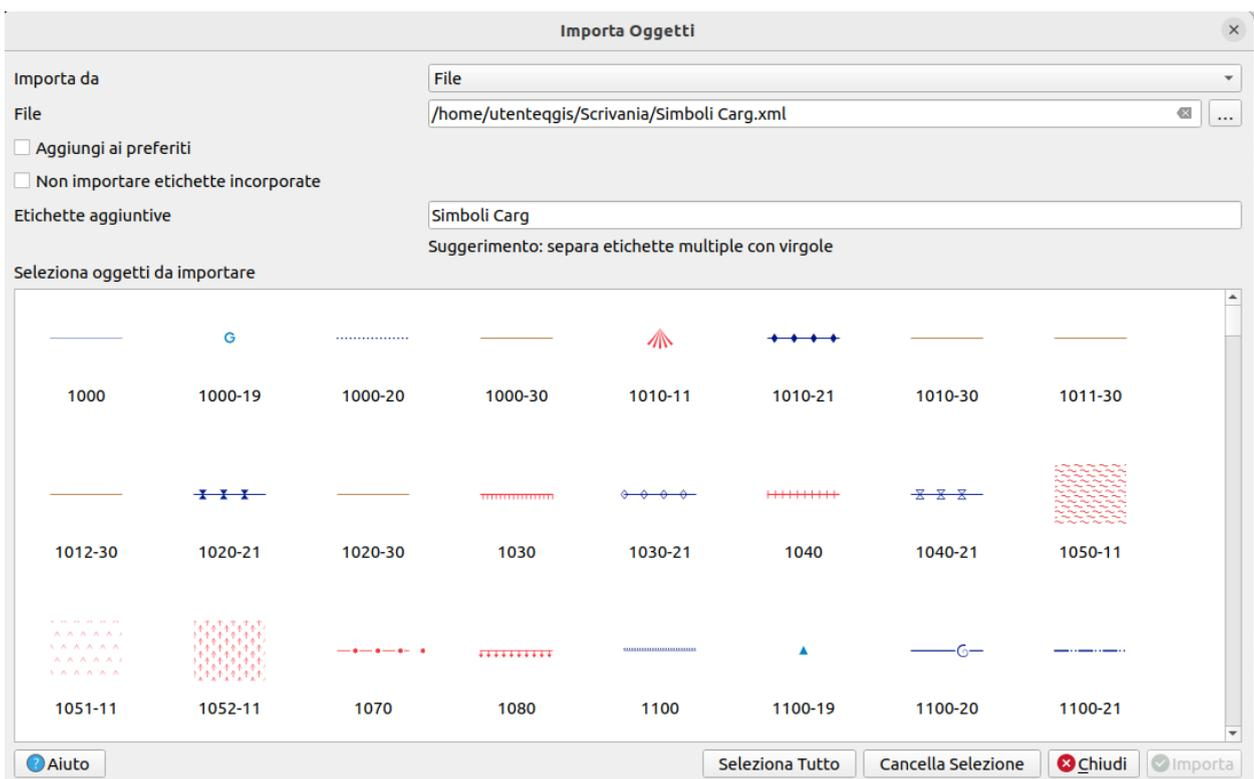 Importa Oggetti
Importa da File
File /home/utenteqgis/Scrivania/Simboli Carg.xml ...
Aggiungi ai preferiti
Non importare etichette incorporate
Etichette aggiuntive Simboli Carg
Suggerimento: separa etichette multiple con virgole
Seleziona oggetti da importare
G
1000 1000-19 1000-20 1000-30 1010-11 1010-21 1010-30 1011-30
1012-30 1020-21 1020-30 1030 1030-21 1040 1040-21 1050-11
1051-11 1052-11 1070 1080 1100 1100-19 1100-20 1100-21
Aiuto Seleziona Tutto Cancella Selezione Chiudi Importa